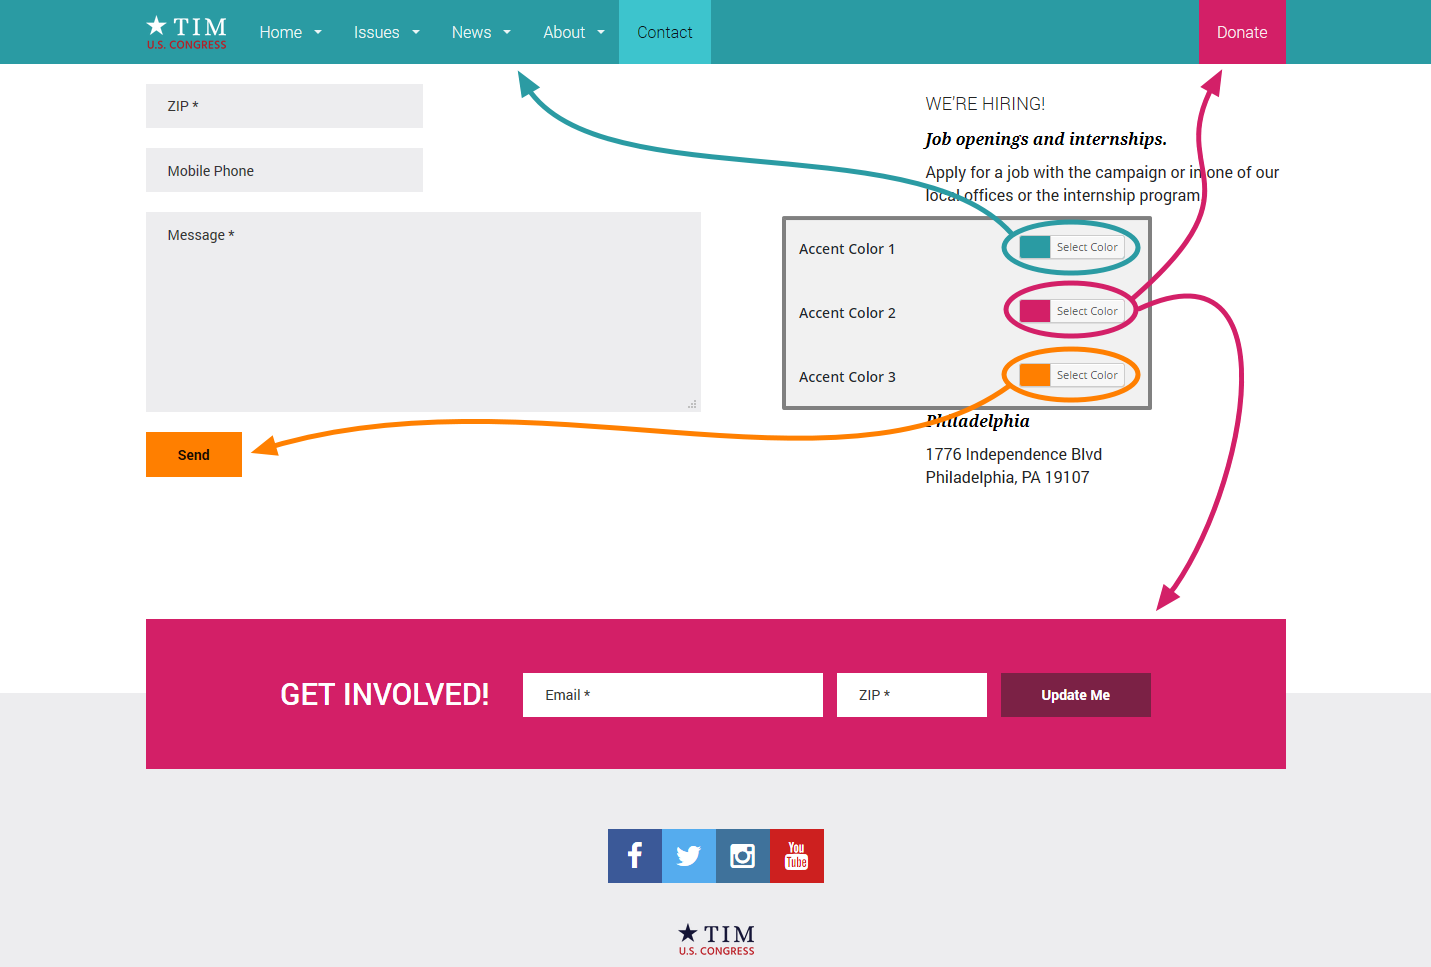 TIM
U.S. CONGRESS
Home
Issues
News
About
Contact
Donate
ZIP *
Mobile Phone
Message *
Send
WE'RE HIRING!
Job openings and internships.
Apply for a job with the campaign or in one of our
local offices or the internship program
Accent Color 1
Select Color
Accent Color 2
Select Color
Accent Color 3
Select Color
Philadelphia
1776 Independence Blvd
Philadelphia, PA 19107
GET INVOLVED!
Email *
ZIP *
Update Me
You
Tube
TIM
U.S. CONGRESS